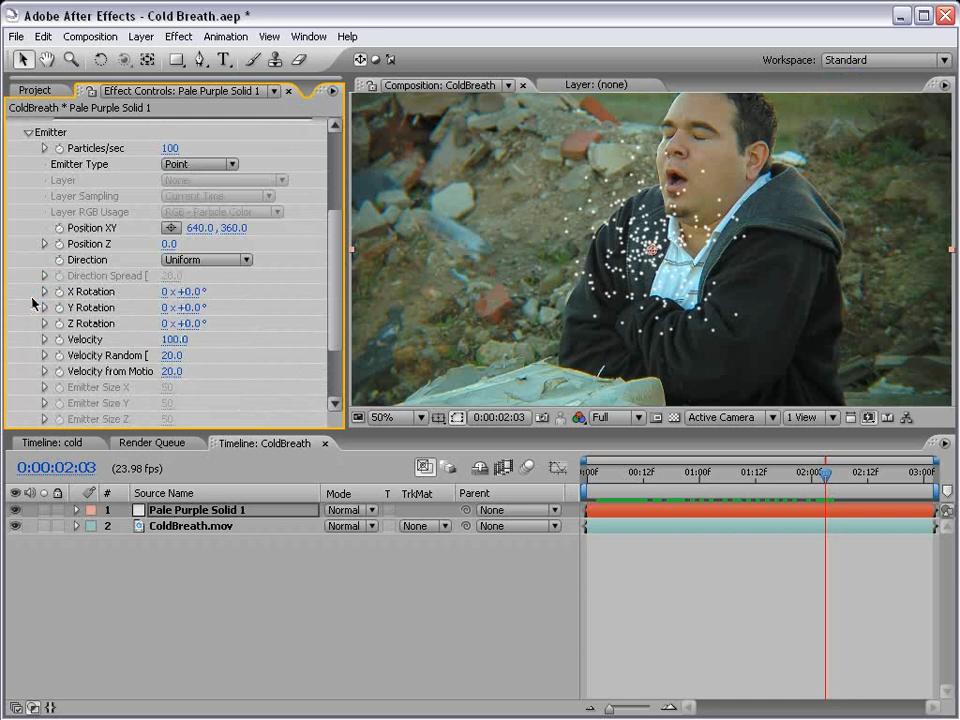 Adobe After Effects - Cold Breath.aep *
File Edit Composition Layer Effect Animation View Window Help
Workspace: Standard
Project Effect Controls: Pale Purple Solid 1 Composition: ColdBreath Layer: (none)
ColdBreath * Pale Purple Solid 1
Emitter
Particles/sec 100
Emitter Type Point
Layer None
Layer Sampling Current Time
Layer RGB Usage RGB - Particle Color
Position XY 640.0, 360.0
Position Z 0.0
Direction Uniform
Direction Spread [ 20.0
X Rotation 0 x +0.0°
Y Rotation 0 x +0.0°
Z Rotation 0 x +0.0°
Velocity 100.0
Velocity Random [ 20.0
Velocity from Motio 20.0
Emitter Size X 50
Emitter Size Y 50
Emitter Size Z 50
50% 0:00:02:03 Full Active Camera 1 View
Timeline: cold Render Queue Timeline: ColdBreath
0:00:02:03 (23.98 fps)
:00f 00:12f 01:00f 01:12f 02:00f 02:12f 03:00f
# Source Name Mode T TrkMat Parent
1 Pale Purple Solid 1 Normal None
2 ColdBreath.mov Normal None None